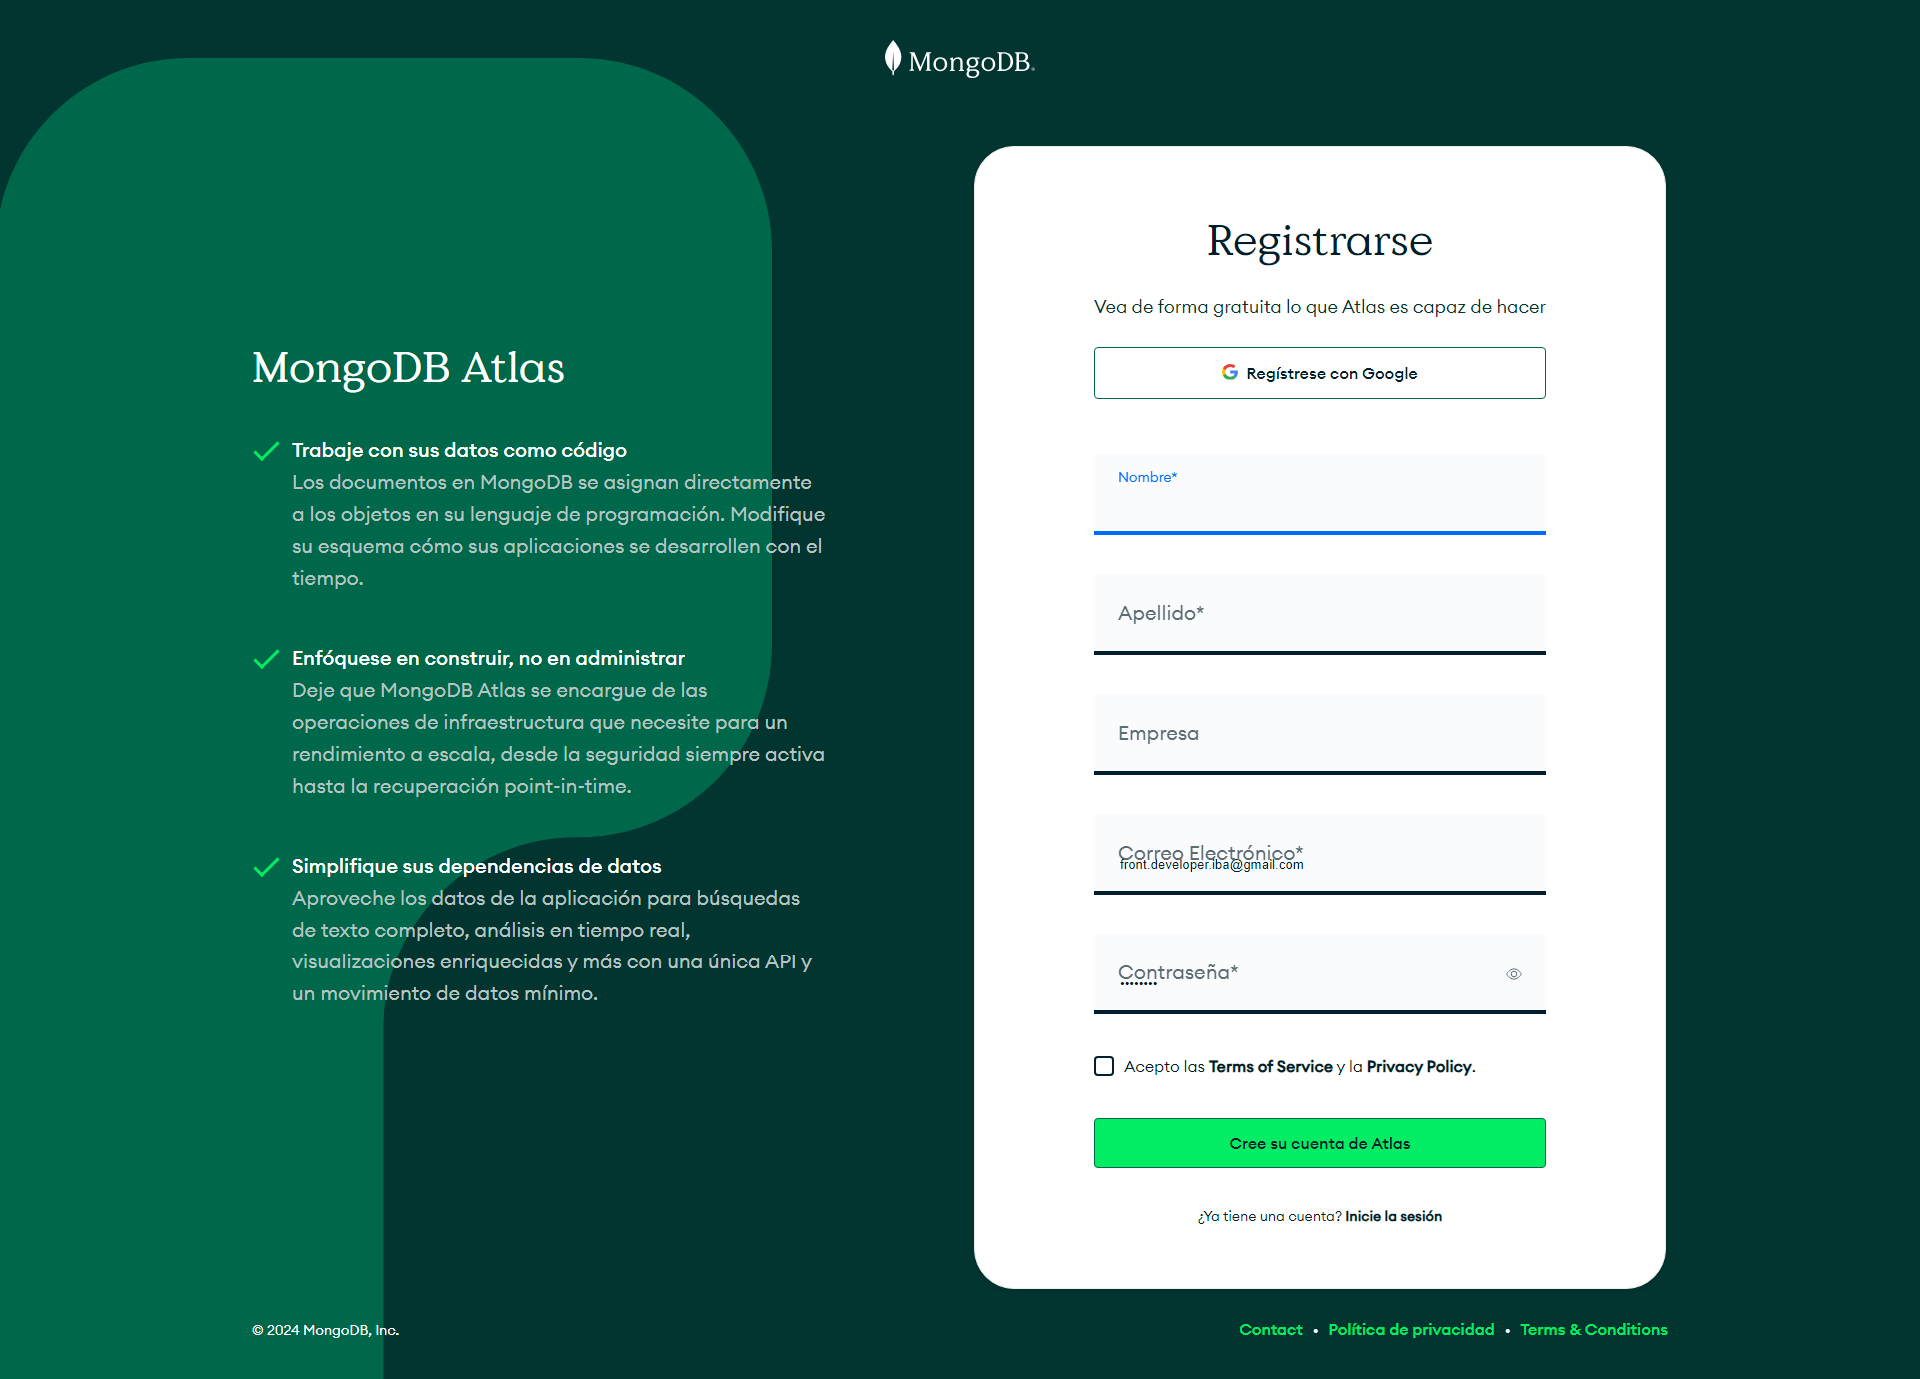 MongoDB.
MongoDB Atlas
Trabaje con sus datos como código
Los documentos en MongoDB se asignan directamente
a los objetos en su lenguaje de programación. Modifique
su esquema cómo sus aplicaciones se desarrollen con el
tiempo.
Enfóquese en construir, no en administrar
Deje que MongoDB Atlas se encargue de las
operaciones de infraestructura que necesite para un
rendimiento a escala, desde la seguridad siempre activa
hasta la recuperación point-in-time.
Simplifique sus dependencias de datos
Aproveche los datos de la aplicación para búsquedas
de texto completo, análisis en tiempo real,
visualizaciones enriquecidas y más con una única API y
un movimiento de datos mínimo.
Registrarse
Vea de forma gratuita lo que Atlas es capaz de hacer
Regístrese con Google
Nombre*
Apellido*
Empresa
Correo Electrónico*
front.developer.iba@gmail.com
Contraseña*
Acepto las Terms of Service y la Privacy Policy.
Cree su cuenta de Atlas
¿Ya tiene una cuenta? Inicie la sesión
© 2024 MongoDB, Inc.
Contact • Política de privacidad • Terms & Conditions